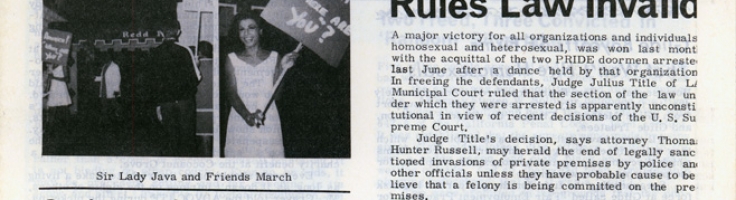 YOU?"
Redd
Sir Lady Java and Friends March
Rules Law Invalid
A major victory for all organizations and individuals
homosexual and heterosexual, was won last mont
with the acquittal of the two PRIDE doormen arreste
last June after a dance held by that organization
In freeing the defendants, Judge Julius Title of L/
Municipal Court ruled that the section of the law un
der which they were arrested is apparently unconsti
tutional in view of recent decisions of the U. S. Su
preme Court.
Judge Title's decision, says attorney Thoma
Hunter Russell, may herald the end of legally sanc
tioped invasions of private premises by police an
other officials unless they have probable cause to be
lieve that a felony is being committed on the pre
mises.